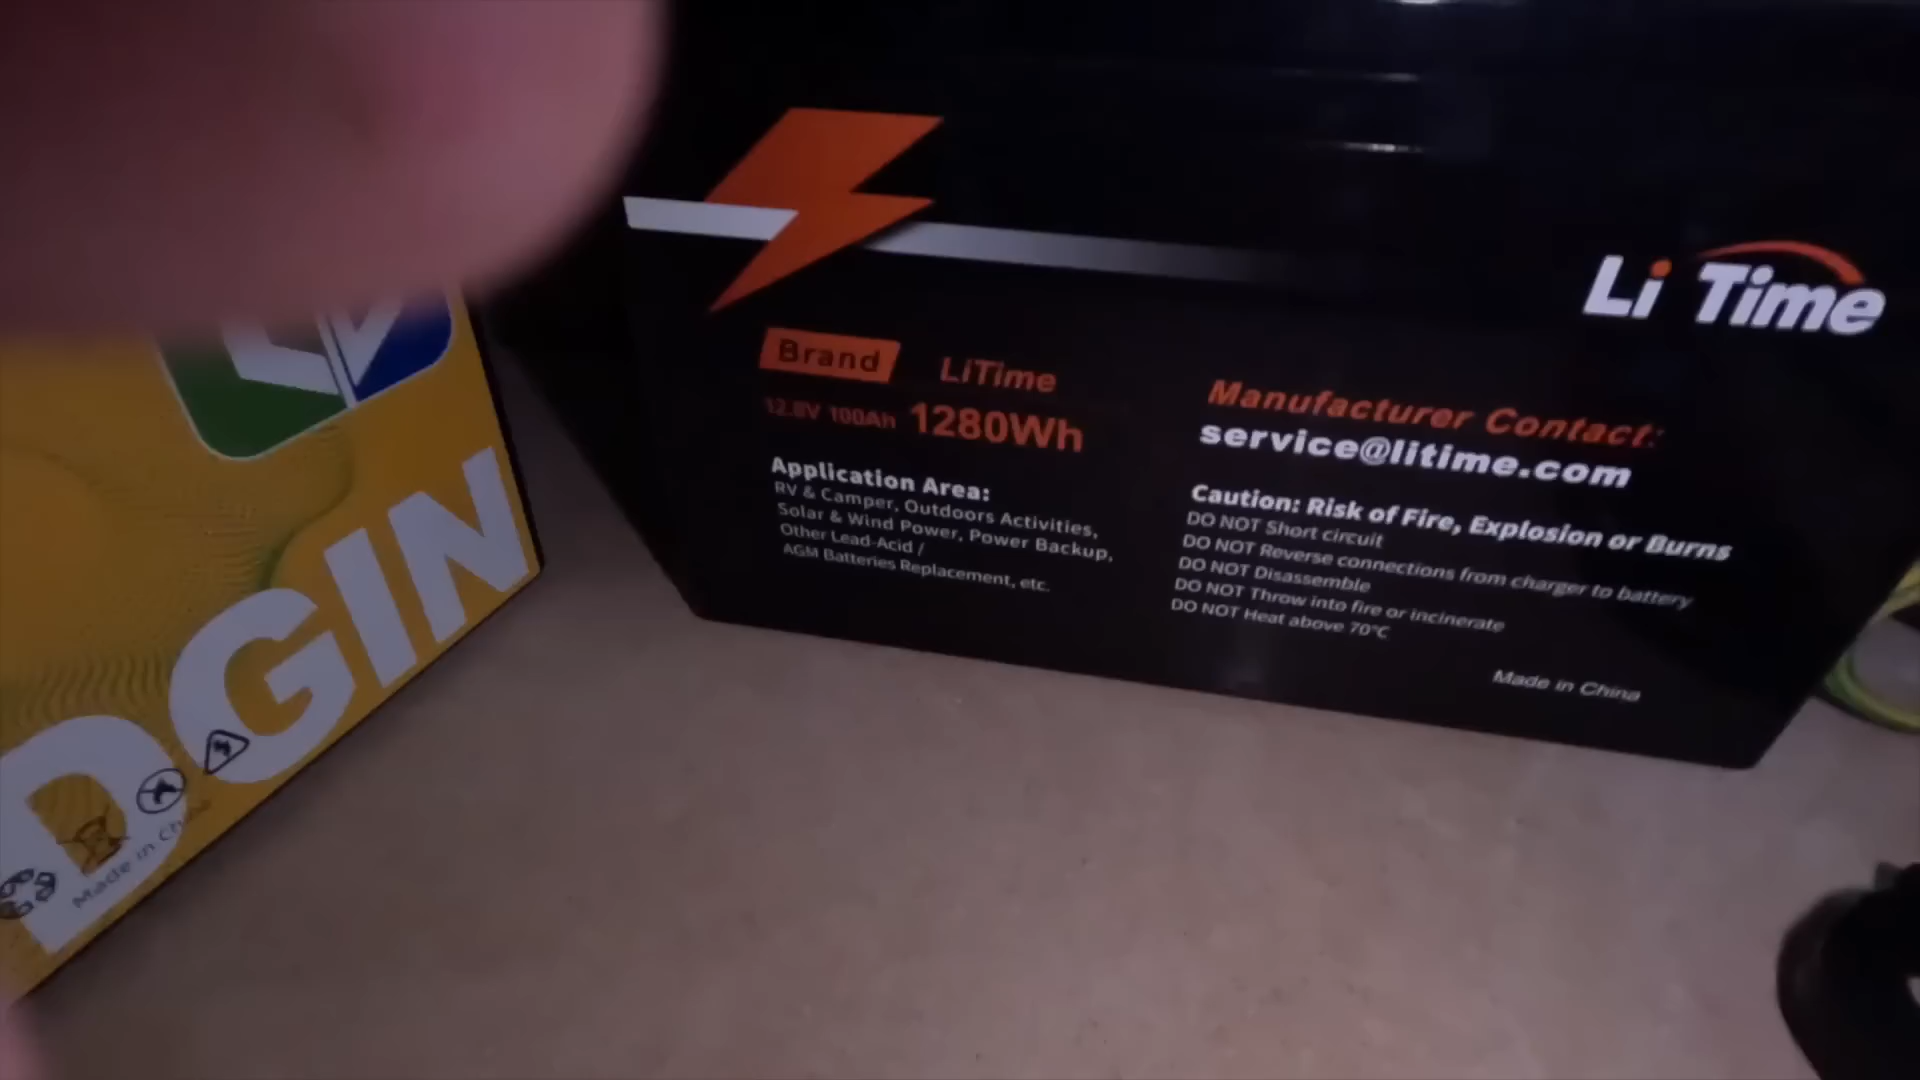 Li Time
Brand LiTime
12.8V 100Ah 1280Wh
Application Area:
RV & Camper, Outdoors Activities,
Solar & Wind Power, Power Backup,
Other Lead-Acid /
AGM Batteries Replacement, etc.
Manufacturer Contact:
service@litime.com
Caution: Risk of Fire, Explosion or Burns
DO NOT Short circuit
DO NOT Reverse connections from charger to battery
DO NOT Disassemble
DO NOT Throw into fire or incinerate
DO NOT Heat above 70°C
Made in China
DGIN
Made in